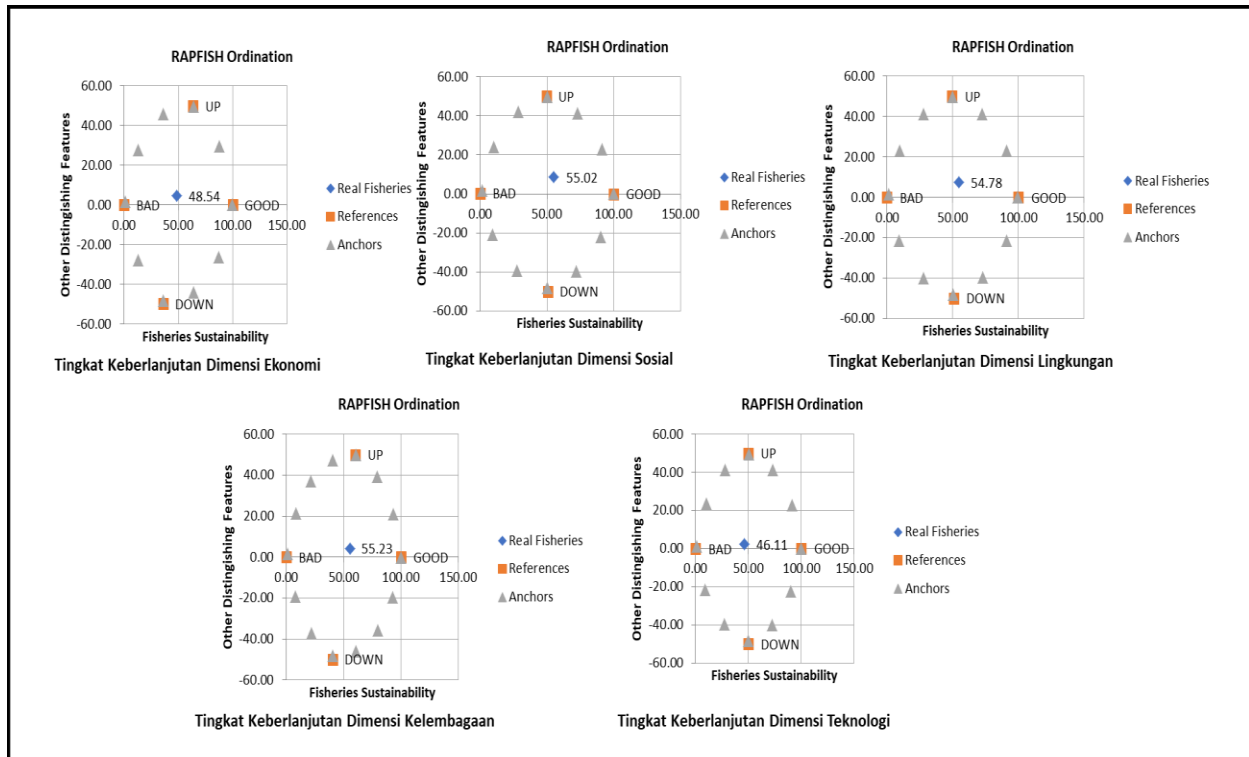 RAPFISH Ordination
60.00
40.00
20.00
0.00
-20.00
-40.00
-60.00
Other Distingishing Features
UP
48.54
BAD
GOOD
DOWN
0.00 50.00 100.00 150.00
Fisheries Sustainability
Real Fisheries
References
Anchors
Tingkat Keberlanjutan Dimensi Ekonomi
RAPFISH Ordination
60.00
40.00
20.00
0.00
-20.00
-40.00
-60.00
Other Distingishing Features
UP
55.02
BAD
GOOD
DOWN
0.00 50.00 100.00 150.00
Fisheries Sustainability
Real Fisheries
References
Anchors
Tingkat Keberlanjutan Dimensi Sosial
RAPFISH Ordination
60.00
40.00
20.00
0.00
-20.00
-40.00
-60.00
Other Distingishing Features
UP
54.78
BAD
GOOD
DOWN
0.00 50.00 100.00 150.00
Fisheries Sustainability
Real Fisheries
References
Anchors
Tingkat Keberlanjutan Dimensi Lingkungan
RAPFISH Ordination
60.00
40.00
20.00
0.00
-20.00
-40.00
-60.00
Other Distingishing Features
UP
55.23
BAD
GOOD
DOWN
0.00 50.00 100.00 150.00
Fisheries Sustainability
Real Fisheries
References
Anchors
Tingkat Keberlanjutan Dimensi Kelembagaan
RAPFISH Ordination
60.00
40.00
20.00
0.00
-20.00
-40.00
-60.00
Other Distingishing Features
UP
46.11
BAD
GOOD
DOWN
0.00 50.00 100.00 150.00
Fisheries Sustainability
Real Fisheries
References
Anchors
Tingkat Keberlanjutan Dimensi Teknologi